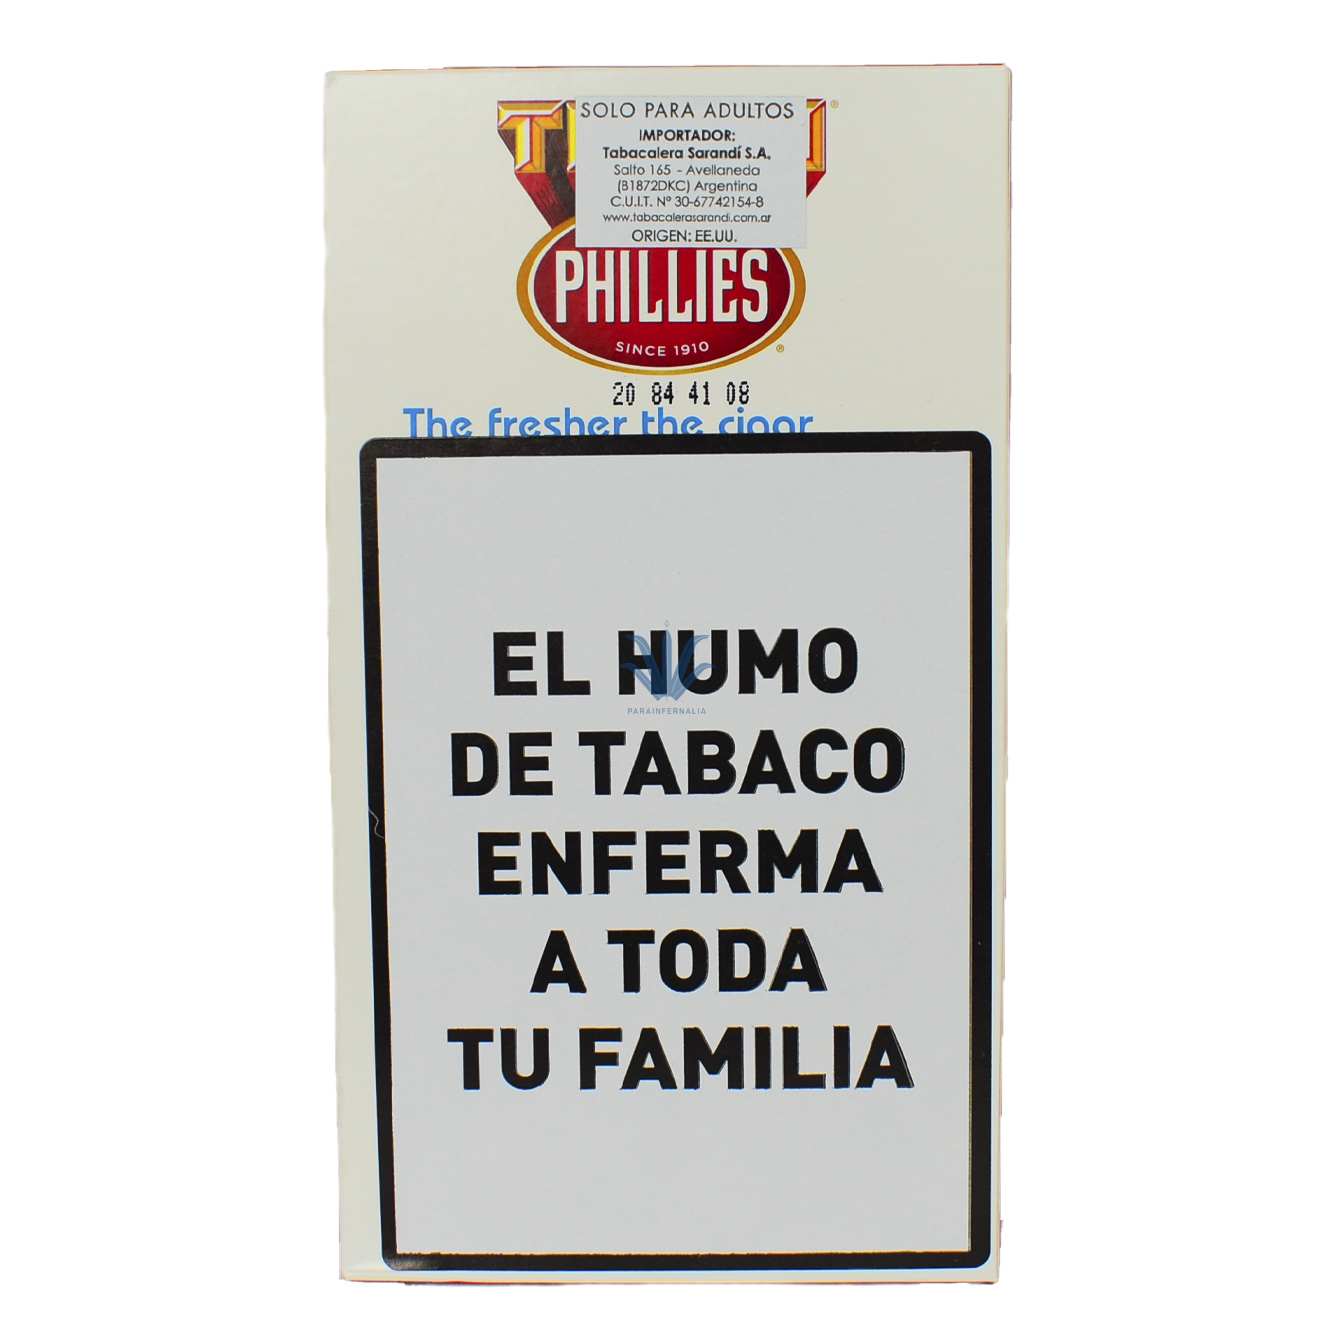 SOLO PARA ADULTOS
IMPORTADOR:
Tabacalera Sarandí S.A.
Salto 165 - Avellaneda
(B1872DKC) Argentina
C.U.I.T. Nº 30-67742154-8
www.tabacalerasarandi.com.ar
ORIGEN: EE.UU.
PHILLIES
SINCE 1910
20 84 41 08
The fresher the cigar
EL HUMO
PARAINFERNALIA
DE TABACO
ENFERMA
A TODA
TU FAMILIA